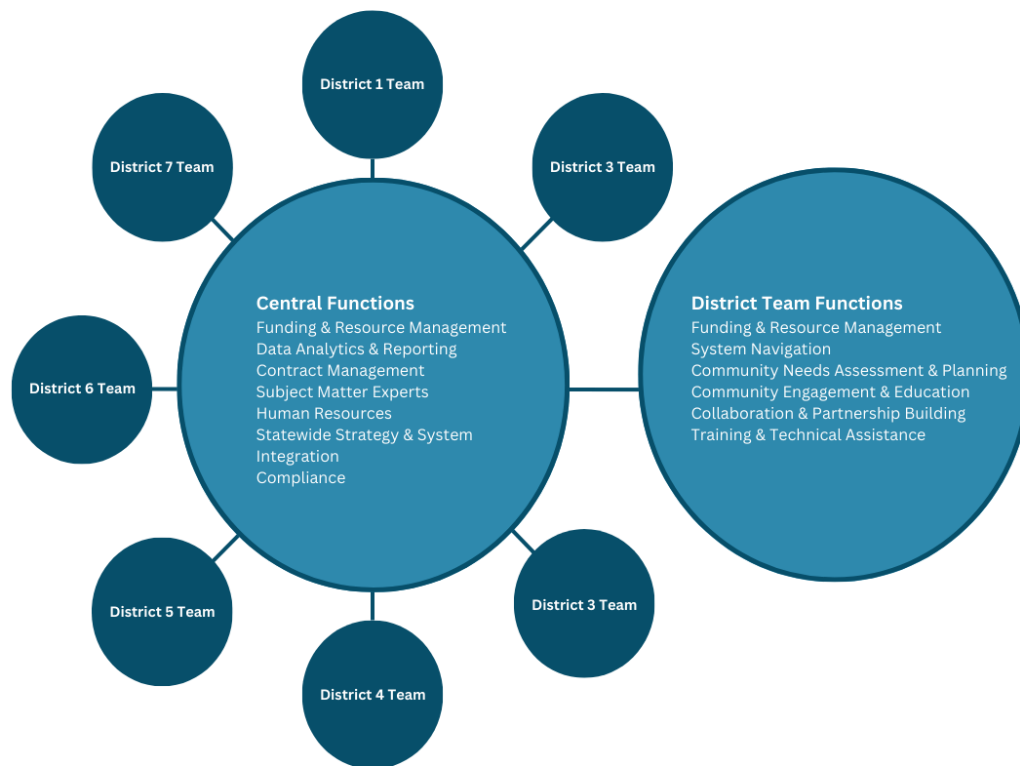 District 1 Team
District 7 Team
District 3 Team
Central Functions
Funding & Resource Management
Data Analytics & Reporting
Contract Management
Subject Matter Experts
Human Resources
Statewide Strategy & System
Integration
Compliance
District Team Functions
Funding & Resource Management
System Navigation
Community Needs Assessment & Planning
Community Engagement & Education
Collaboration & Partnership Building
Training & Technical Assistance
District 6 Team
District 5 Team
District 3 Team
District 4 Team